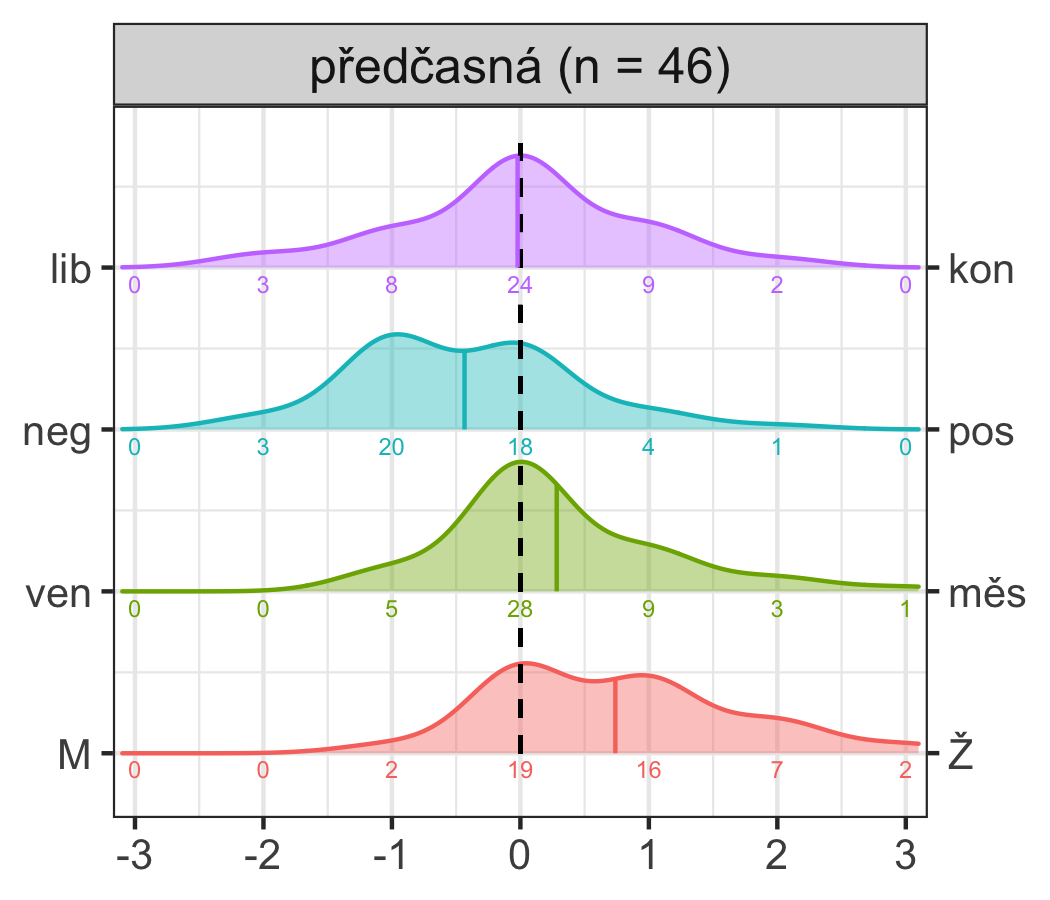 předčasná (n = 46)
lib kon
0 3 8 24 9 2 0
neg pos
0 3 20 18 4 1 0
ven měs
0 0 5 28 9 3 1
M Ž
0 0 2 19 16 7 2
-3 -2 -1 0 1 2 3